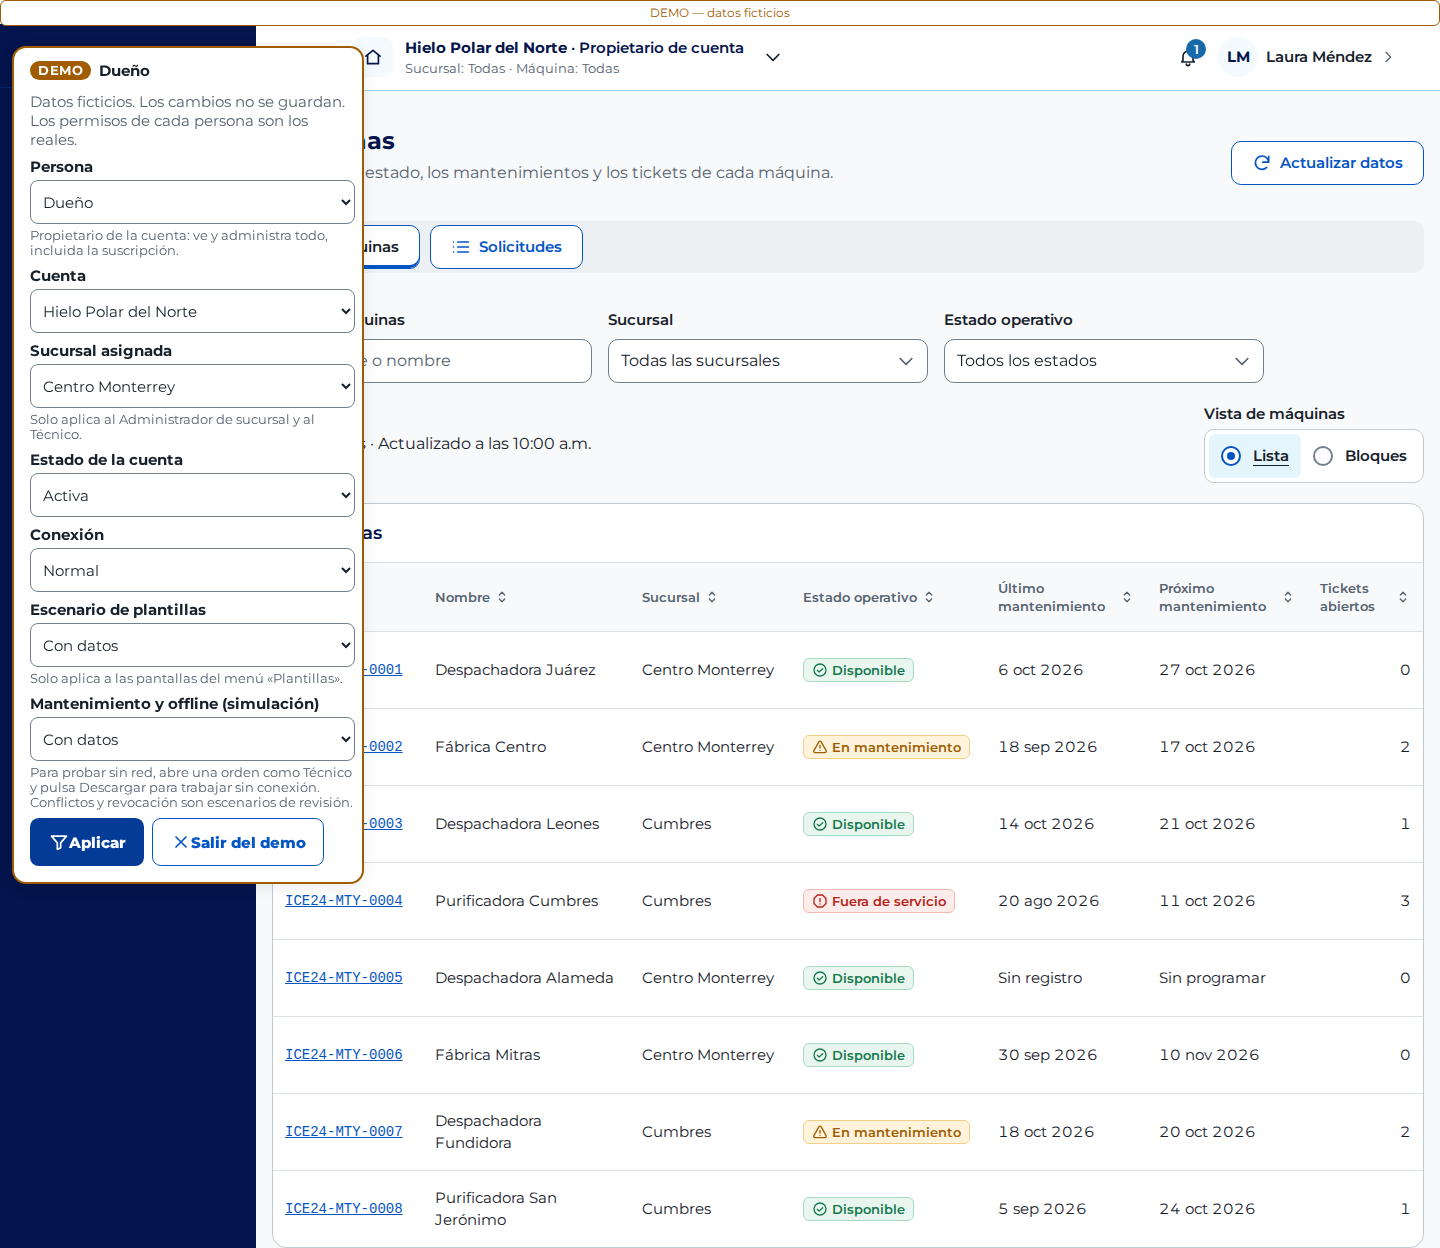 DEMO — datos ficticios
DEMO Dueño
Datos ficticios. Los cambios no se guardan.
Los permisos de cada persona son los
reales.
Persona
Dueño
Propietario de la cuenta: ve y administra todo,
incluida la suscripción.
Cuenta
Hielo Polar del Norte
Sucursal asignada
Centro Monterrey
Solo aplica al Administrador de sucursal y al
Técnico.
Estado de la cuenta
Activa
Conexión
Normal
Escenario de plantillas
Con datos
Solo aplica a las pantallas del menú «Plantillas».
Mantenimiento y offline (simulación)
Con datos
Para probar sin red, abre una orden como Técnico
y pulsa Descargar para trabajar sin conexión.
Conflictos y revocación son escenarios de revisión.
Aplicar
Salir del demo
Hielo Polar del Norte · Propietario de cuenta
Sucursal: Todas · Máquina: Todas
1
LM Laura Méndez
estado, los mantenimientos y los tickets de cada máquina.
Actualizar datos
Solicitudes
Sucursal
Estado operativo
o nombre
Todas las sucursales
Todos los estados
· Actualizado a las 10:00 a.m.
Vista de máquinas
Lista
Bloques
Nombre Sucursal Estado operativo Último mantenimiento Próximo mantenimiento Tickets abiertos
-0001 Despachadora Juárez Centro Monterrey Disponible 6 oct 2026 27 oct 2026 0
-0002 Fábrica Centro Centro Monterrey En mantenimiento 18 sep 2026 17 oct 2026 2
-0003 Despachadora Leones Cumbres Disponible 14 oct 2026 21 oct 2026 1
ICE24-MTY-0004 Purificadora Cumbres Cumbres Fuera de servicio 20 ago 2026 11 oct 2026 3
ICE24-MTY-0005 Despachadora Alameda Centro Monterrey Disponible Sin registro Sin programar 0
ICE24-MTY-0006 Fábrica Mitras Centro Monterrey Disponible 30 sep 2026 10 nov 2026 0
ICE24-MTY-0007 Despachadora Fundidora Cumbres En mantenimiento 18 oct 2026 20 oct 2026 2
ICE24-MTY-0008 Purificadora San Jerónimo Cumbres Disponible 5 sep 2026 24 oct 2026 1